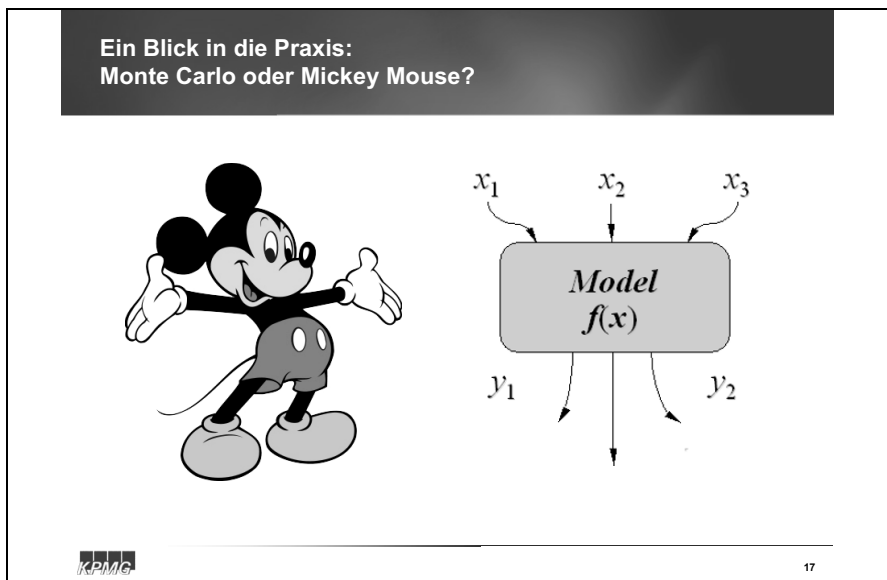 Ein Blick in die Praxis:
Monte Carlo oder Mickey Mouse?
x₁ x₂ x₃
Model
f(x)
y₁ y₂
KPMG
17